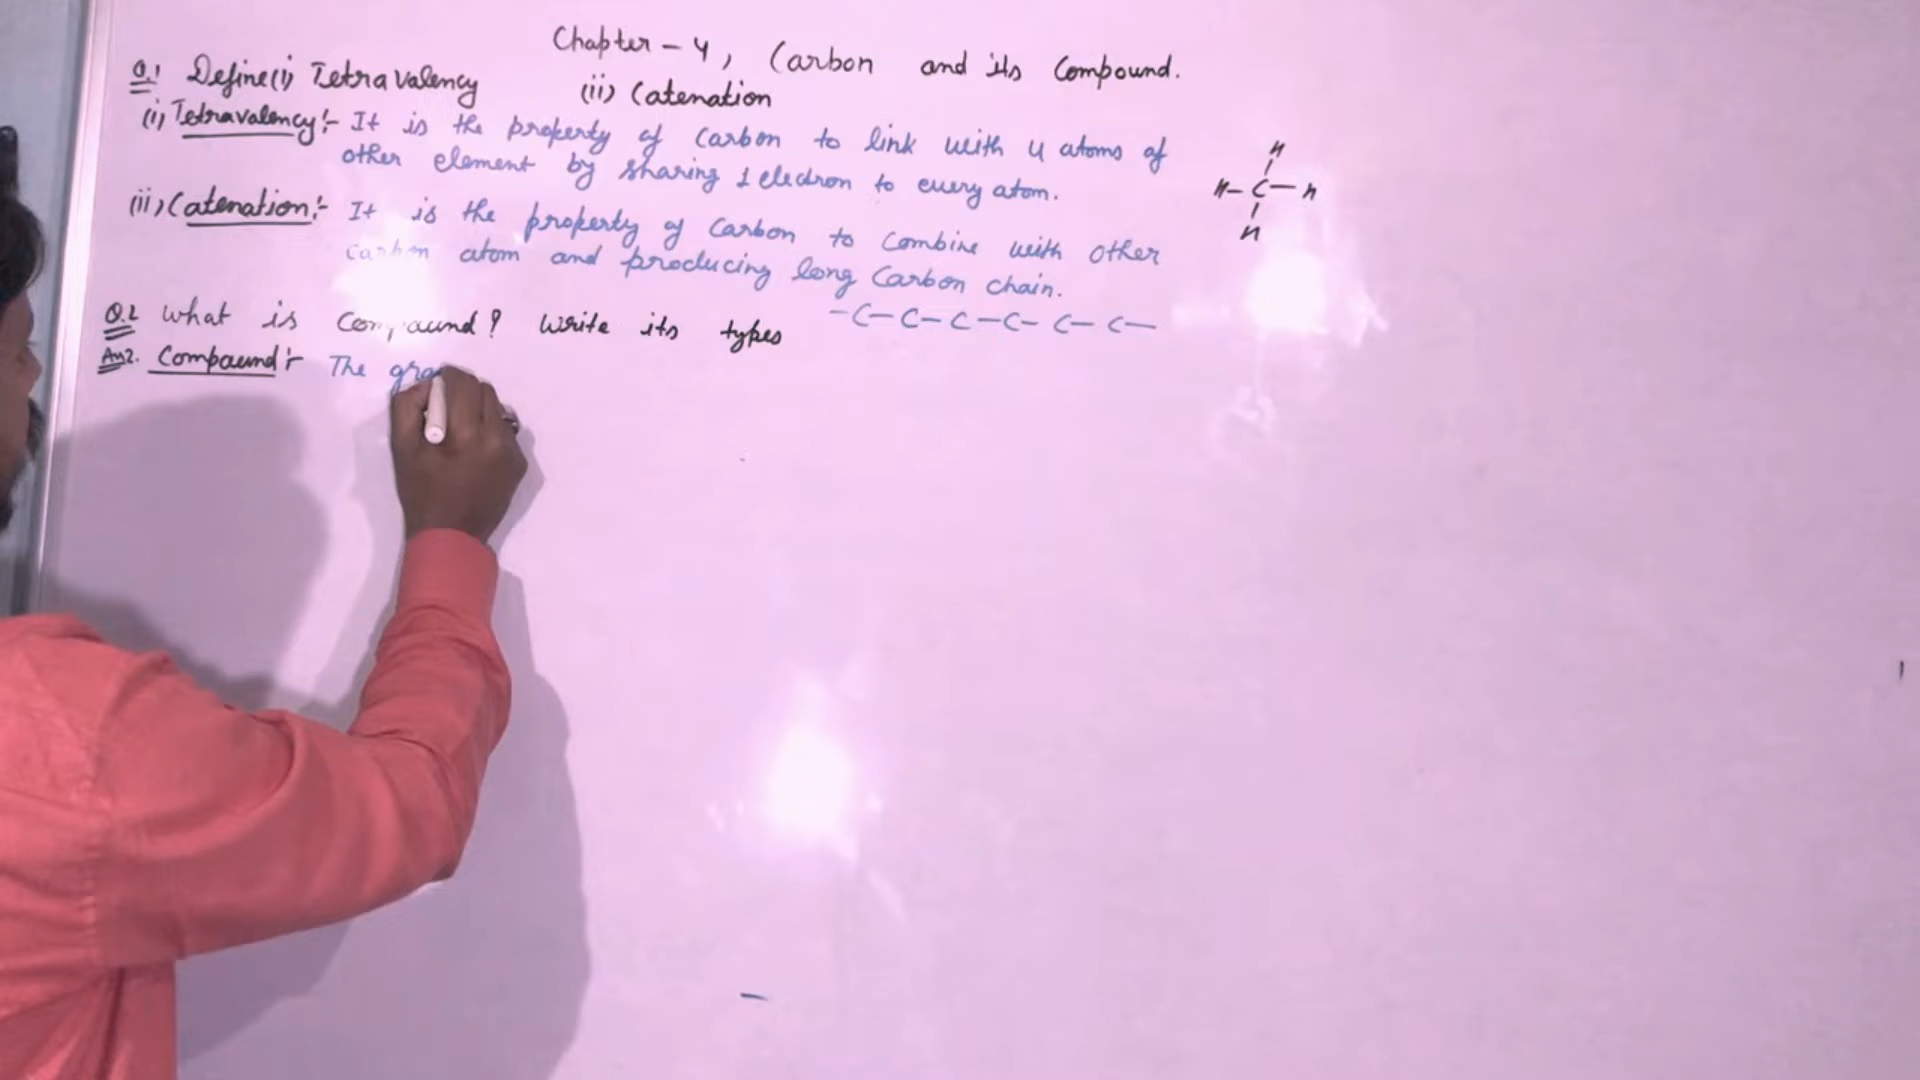 Chapter - 4, Carbon and its Compound.
Q.1 Define (i) Tetravalency (ii) Catenation
(i) Tetravalency :- It is the property of Carbon to link with 4 atoms of
other element by sharing 1 electron to every atom.
H
H - C - H
H
(ii) Catenation :- It is the property of Carbon to Combine with other
Carbon atom and producing long Carbon chain.
- C - C - C - C - C - C -
Q.2 What is Compound? Write its types
Ans2. Compound :- The gro